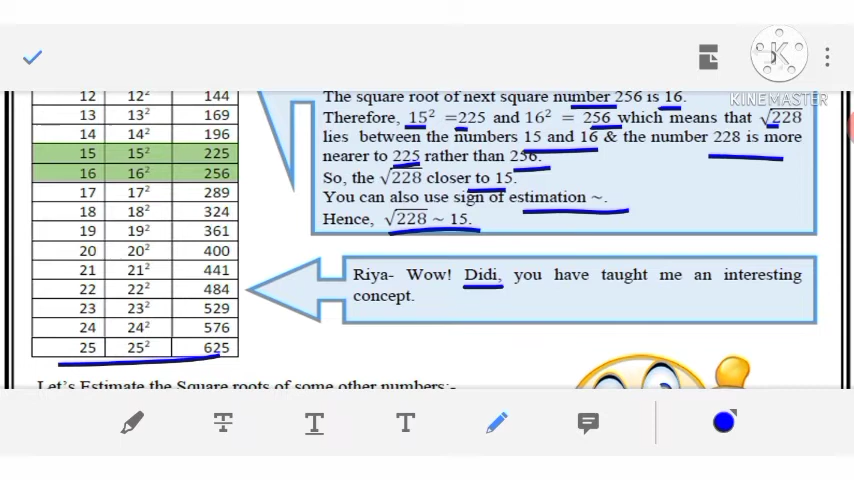 K
KINEMASTER
12 12² 144
13 13² 169
14 14² 196
15 15² 225
16 16² 256
17 17² 289
18 18² 324
19 19² 361
20 20² 400
21 21² 441
22 22² 484
23 23² 529
24 24² 576
25 25² 625
The square root of next square number 256 is 16.
Therefore, 15² =225 and 16² = 256 which means that √228
lies between the numbers 15 and 16 & the number 228 is more
nearer to 225 rather than 256.
So, the √228 closer to 15.
You can also use sign of estimation ~.
Hence, √228 ~ 15.
Riya- Wow! Didi, you have taught me an interesting
concept.
Let's Estimate the Square roots of some other numbers:-
T
T
T